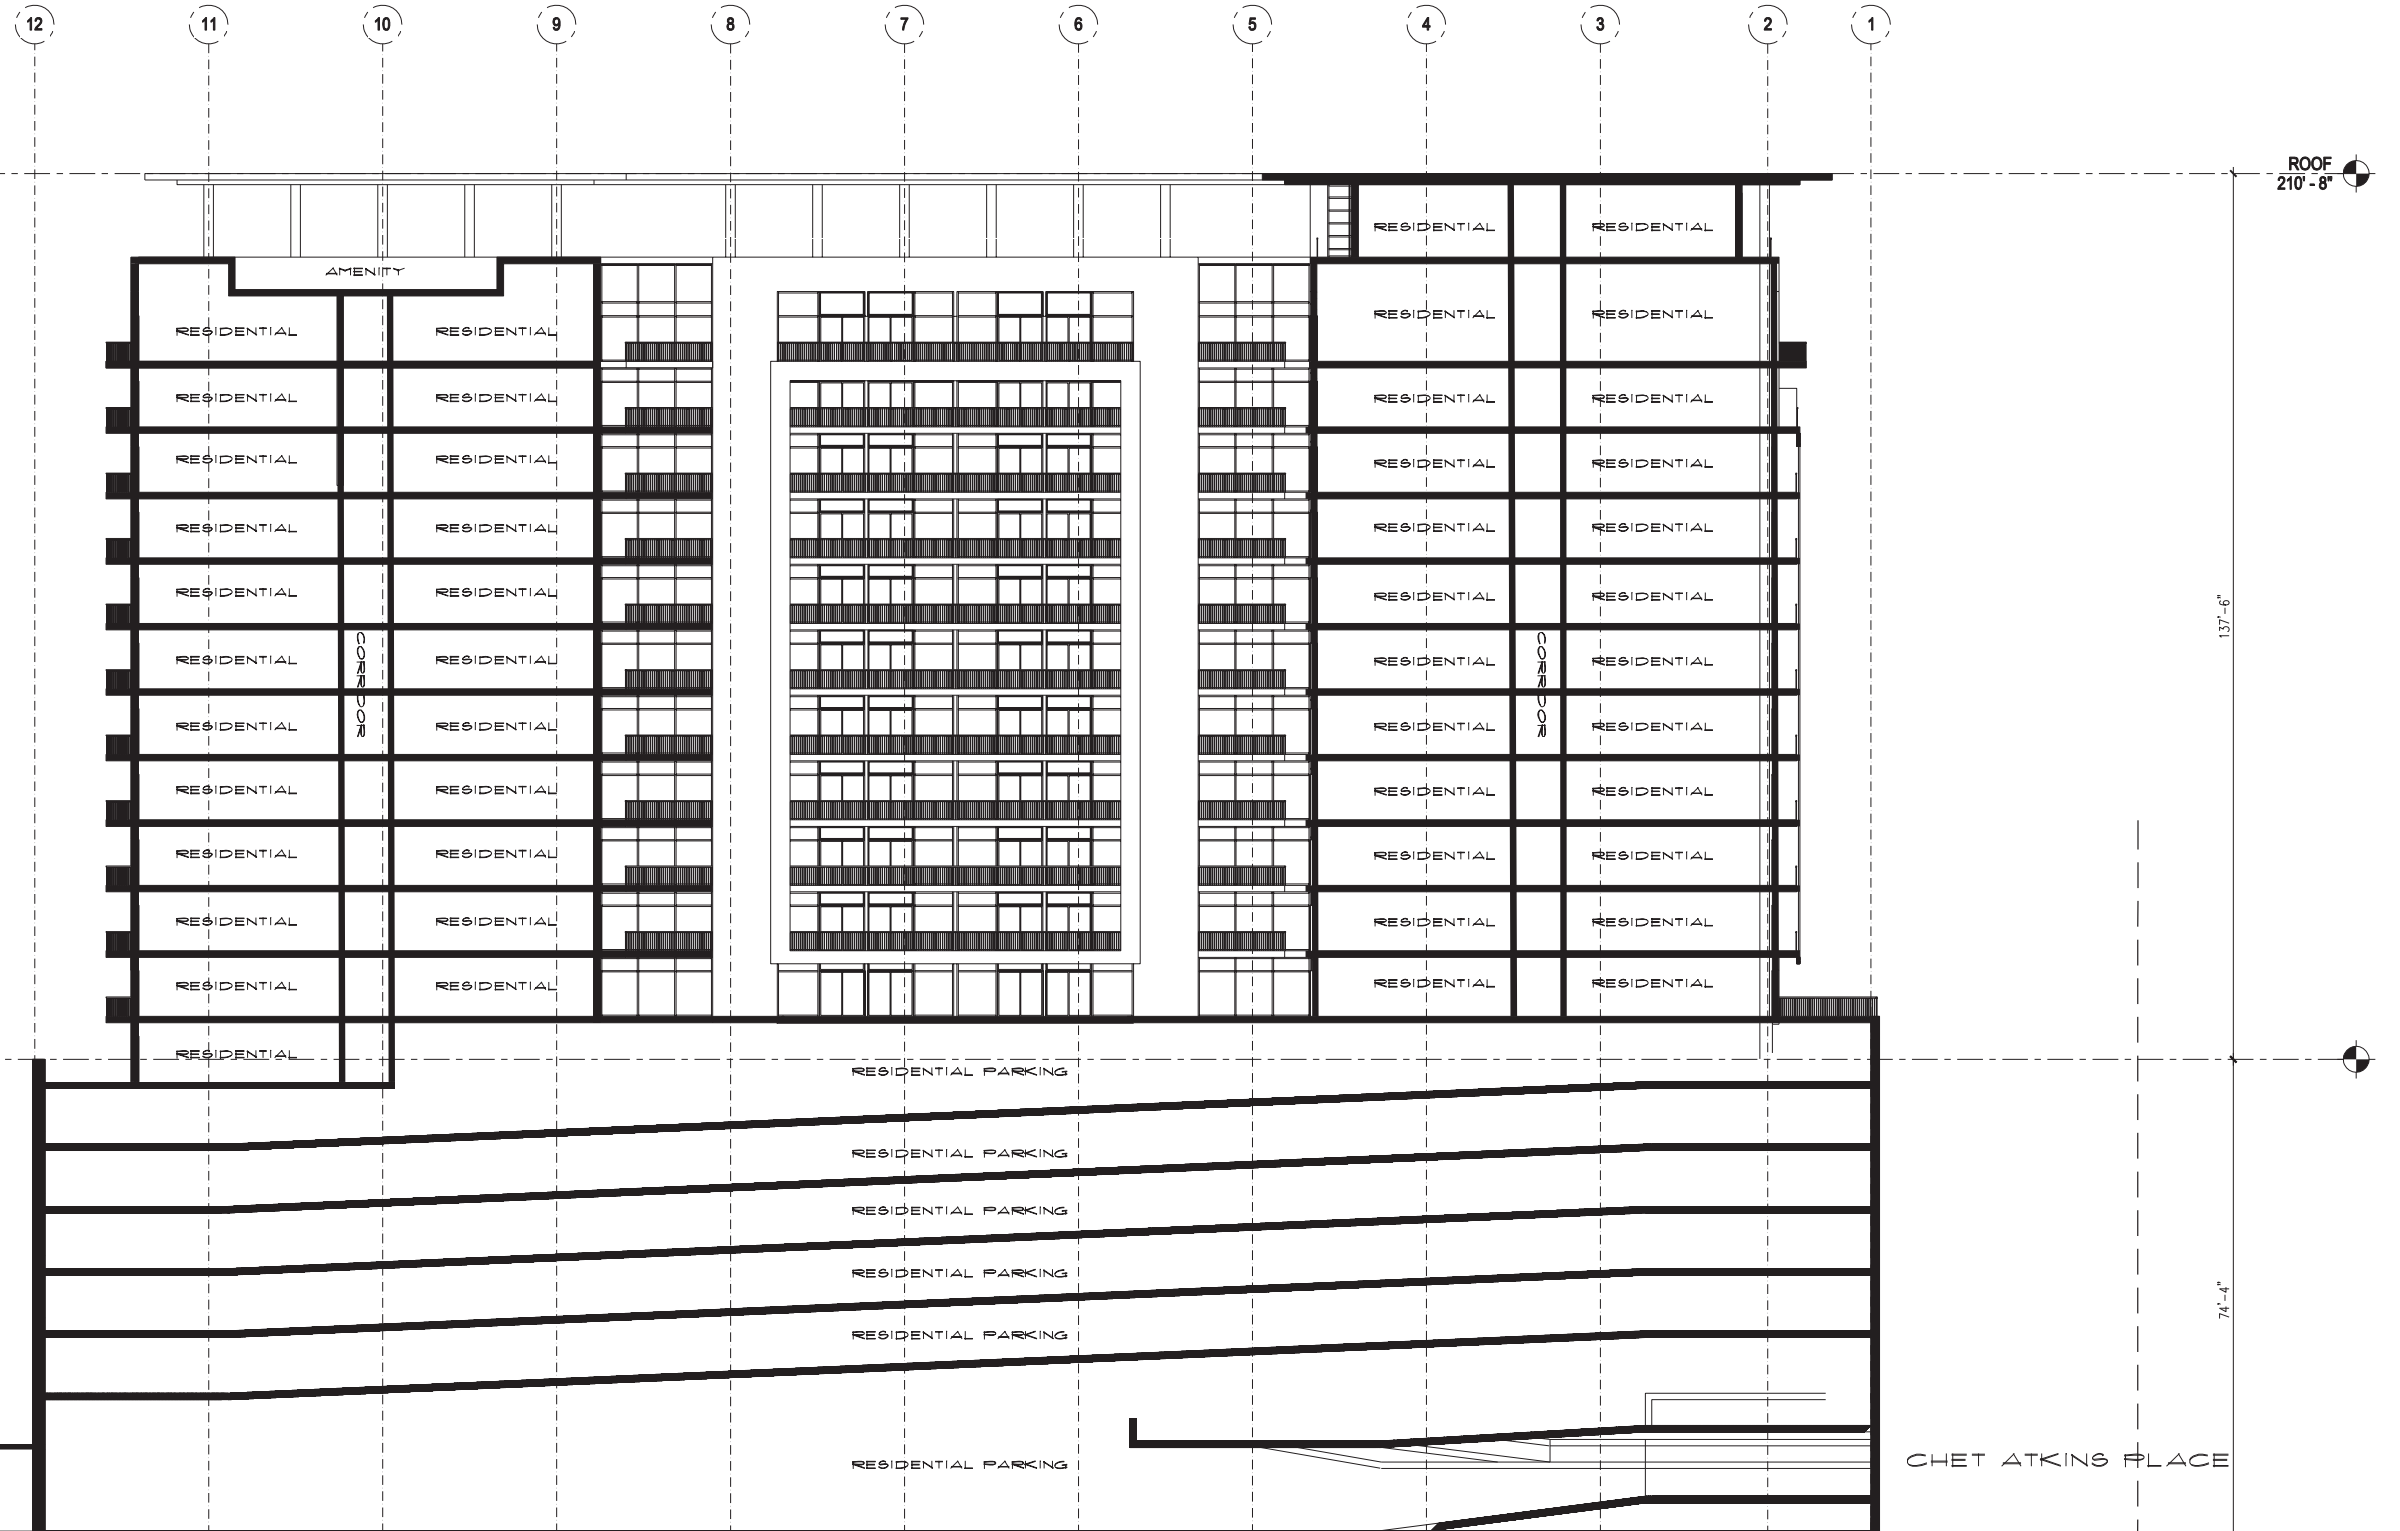 12 11 10 9 8 7 6 5 4 3 2 1
ROOF
210' - 8"
RESIDENTIAL RESIDENTIAL
AMENITY
RESIDENTIAL RESIDENTIAL RESIDENTIAL RESIDENTIAL
RESIDENTIAL RESIDENTIAL RESIDENTIAL RESIDENTIAL
RESIDENTIAL RESIDENTIAL RESIDENTIAL RESIDENTIAL
RESIDENTIAL RESIDENTIAL RESIDENTIAL RESIDENTIAL
RESIDENTIAL RESIDENTIAL RESIDENTIAL RESIDENTIAL
137'-6"
RESIDENTIAL RESIDENTIAL RESIDENTIAL RESIDENTIAL
CORRIDOR
CORRIDOR
RESIDENTIAL RESIDENTIAL RESIDENTIAL RESIDENTIAL
RESIDENTIAL RESIDENTIAL RESIDENTIAL RESIDENTIAL
RESIDENTIAL RESIDENTIAL RESIDENTIAL RESIDENTIAL
RESIDENTIAL RESIDENTIAL RESIDENTIAL RESIDENTIAL
RESIDENTIAL RESIDENTIAL RESIDENTIAL RESIDENTIAL
RESIDENTIAL
RESIDENTIAL PARKING
RESIDENTIAL PARKING
RESIDENTIAL PARKING
RESIDENTIAL PARKING
74'-4"
RESIDENTIAL PARKING
RESIDENTIAL PARKING
CHET ATKINS PLACE